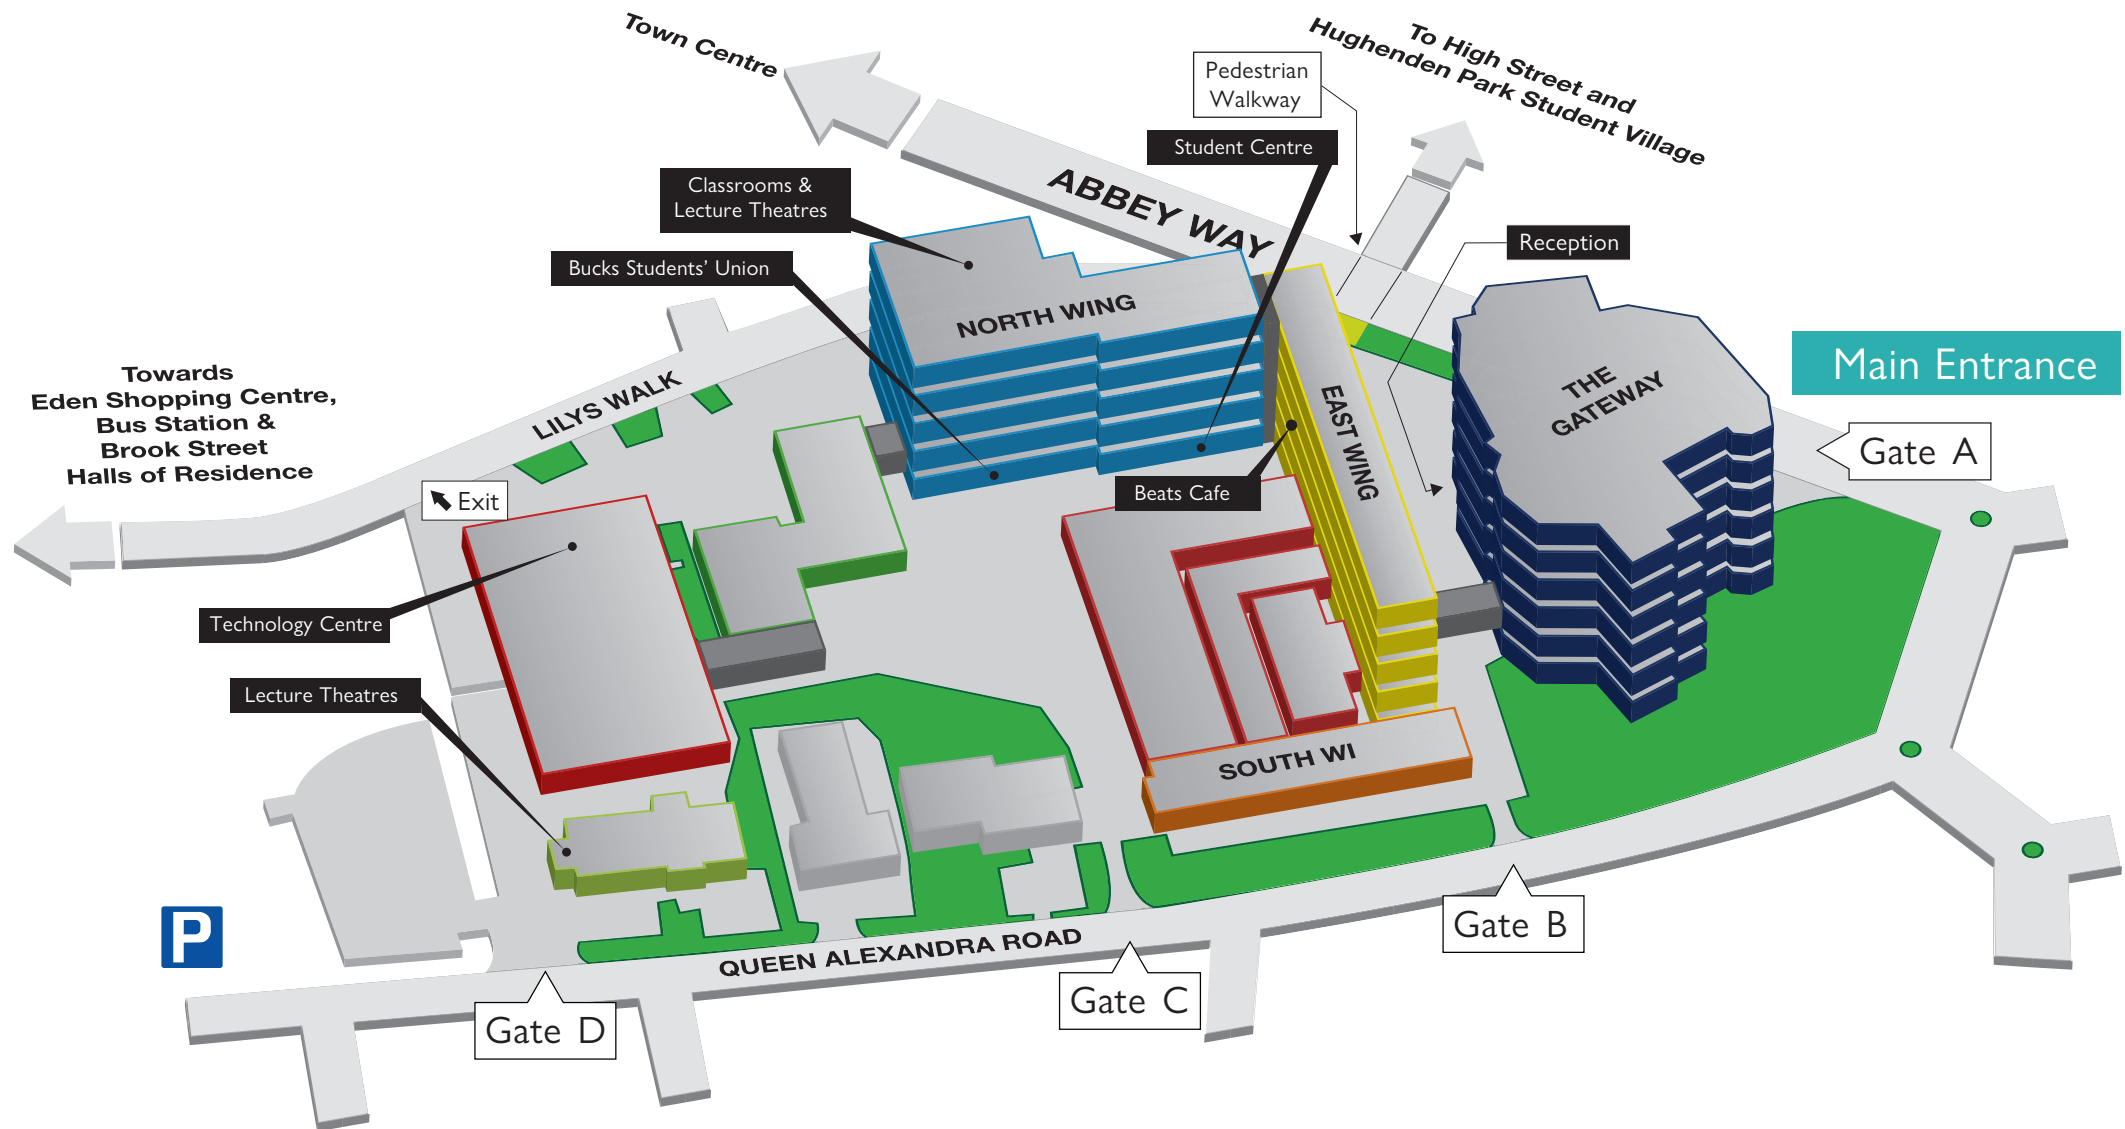 Town Centre
To High Street and
Hughenden Park Student Village
Pedestrian
Walkway
Student Centre
ABBEY WAY
Classrooms &
Lecture Theatres
Reception
Bucks Students' Union
NORTH WING
Main Entrance
THE
GATEWAY
Towards
Eden Shopping Centre,
Bus Station &
Brook Street
Halls of Residence
LILYS WALK
EAST WING
Gate A
Exit
Beats Cafe
Technology Centre
Lecture Theatres
SOUTH WI
P
QUEEN ALEXANDRA ROAD
Gate B
Gate C
Gate D